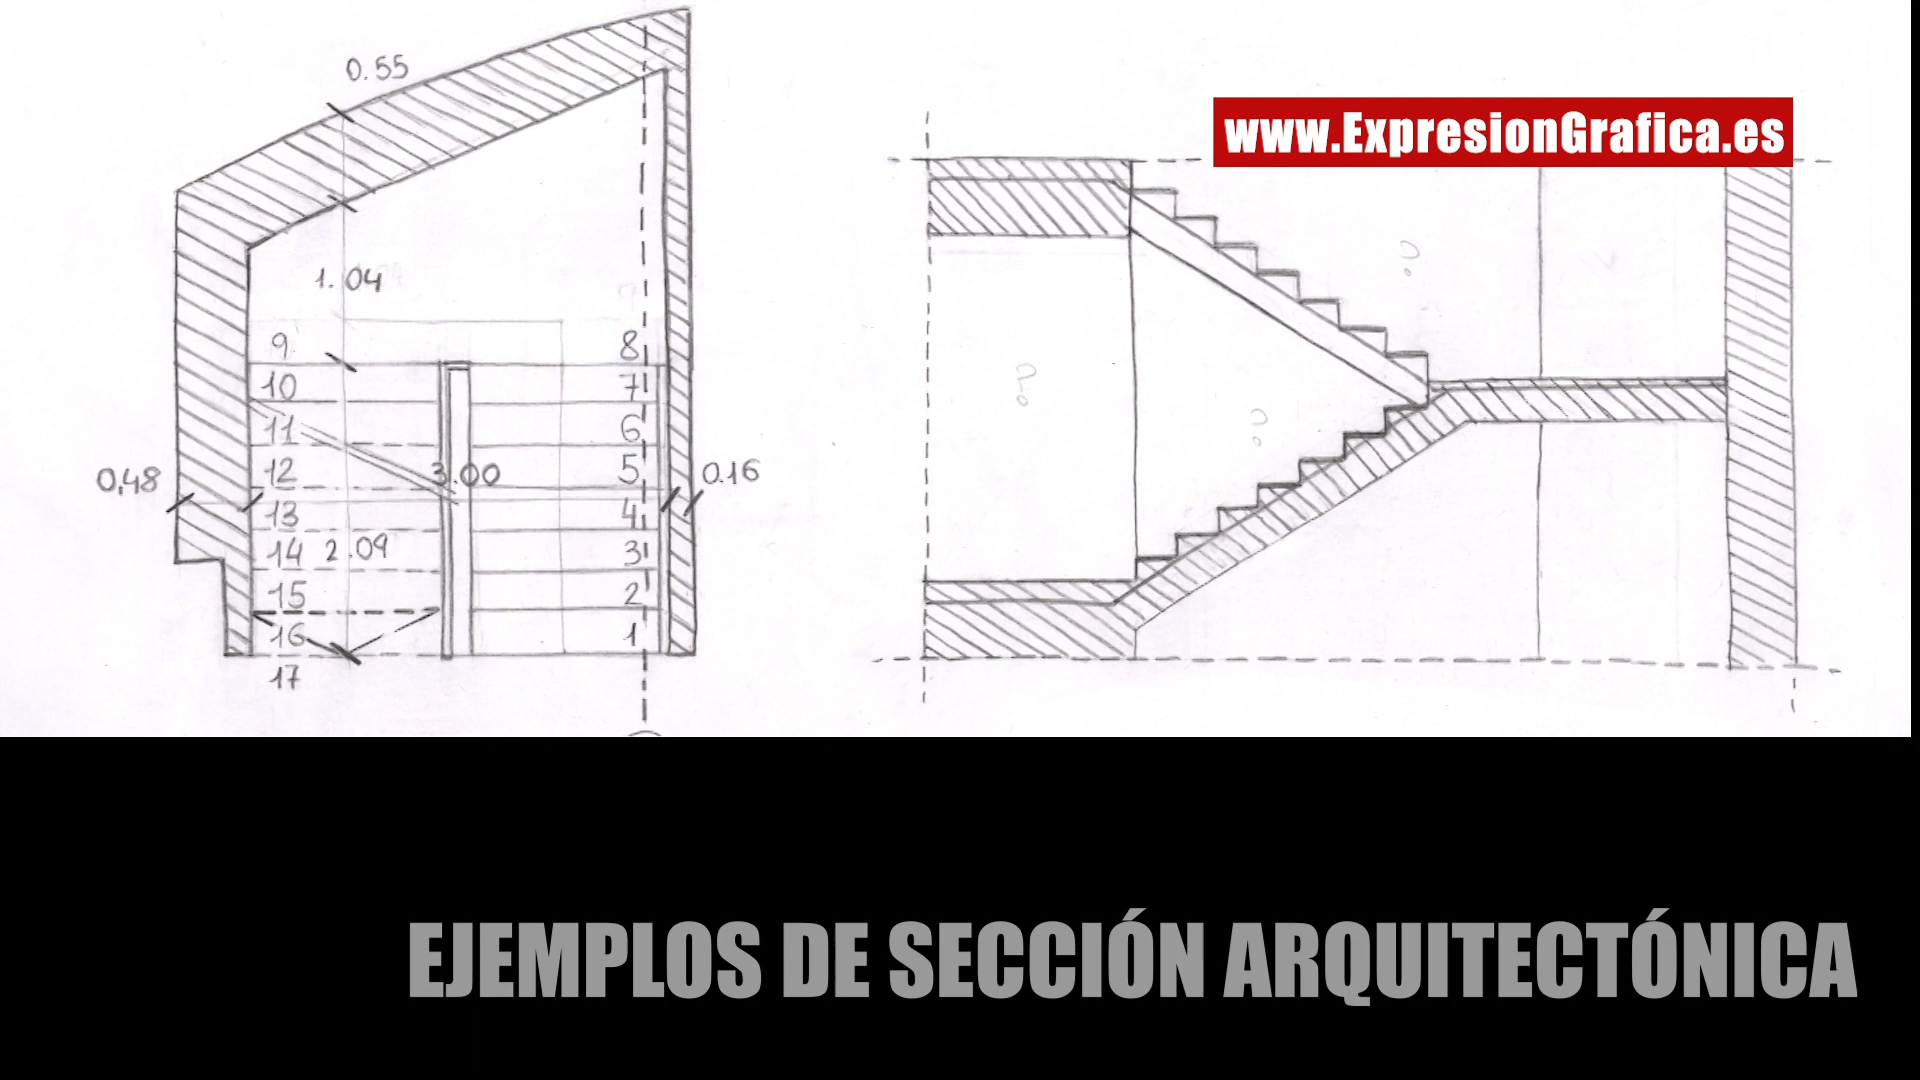 0.55
1.04
9 8
10 7
11 6
12 5
0,48 3.00 0.16
13 4
14 2.09 3
15 2
16 1
17
www.ExpresionGrafica.es
EJEMPLOS DE SECCIÓN ARQUITECTÓNICA